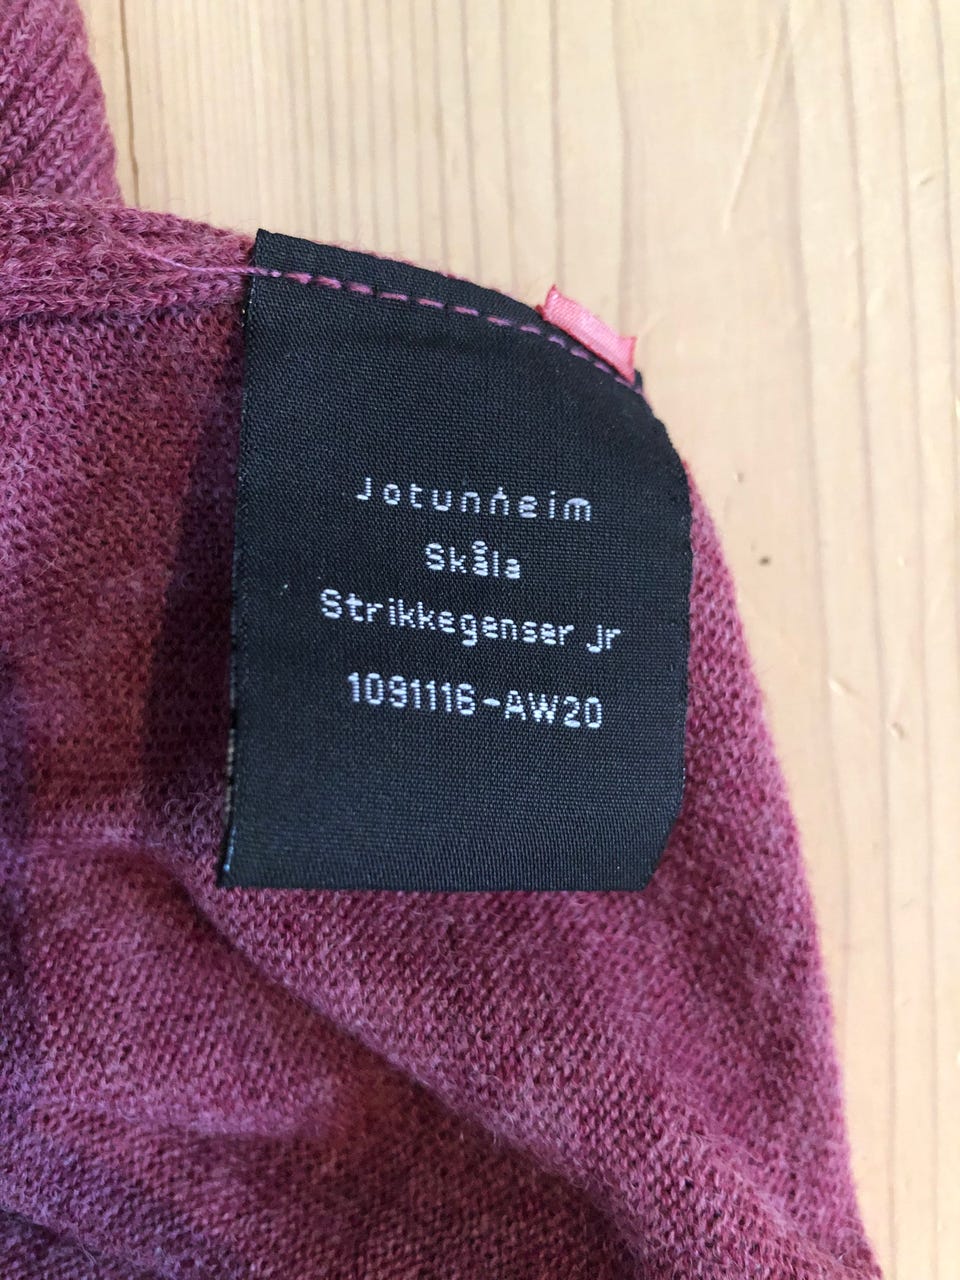 Jotunheim
Skåla
Strikkegenser jr
1091116-AW20